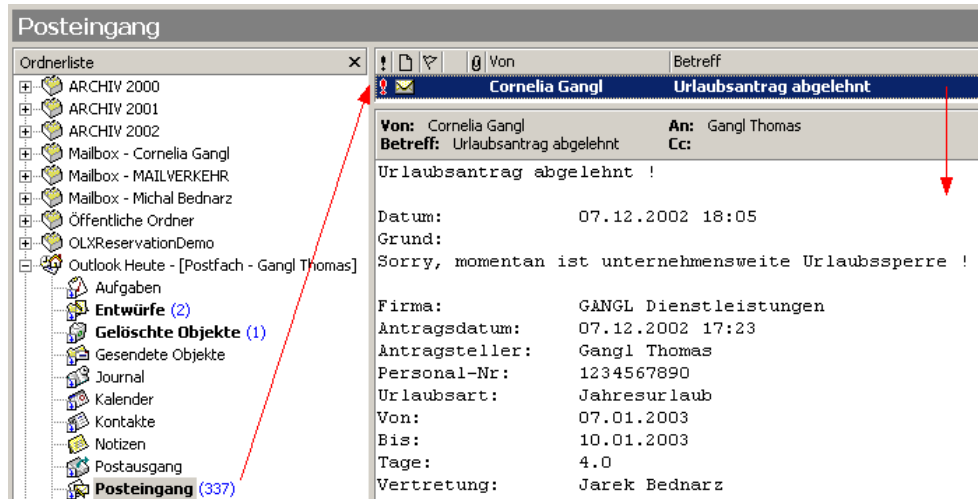 Posteingang
Ordnerliste
ARCHIV 2000
ARCHIV 2001
ARCHIV 2002
Mailbox - Cornelia Gangl
Mailbox - MAILVERKEHR
Mailbox - Michal Bednarz
Öffentliche Ordner
OLXReservationDemo
Outlook Heute - [Postfach - Gangl Thomas]
Aufgaben
Entwürfe (2)
Gelöschte Objekte (1)
Gesendete Objekte
Journal
Kalender
Kontakte
Notizen
Postausgang
Posteingang (337)
Von Betreff
Cornelia Gangl Urlaubsantrag abgelehnt
Von: Cornelia Gangl An: Gangl Thomas
Betreff: Urlaubsantrag abgelehnt Cc:
Urlaubsantrag abgelehnt !
Datum: 07.12.2002 18:05
Grund:
Sorry, momentan ist unternehmensweite Urlaubssperre !
Firma: GANGL Dienstleistungen
Antragsdatum: 07.12.2002 17:23
Antragsteller: Gangl Thomas
Personal-Nr: 1234567890
Urlaubsart: Jahresurlaub
Von: 07.01.2003
Bis: 10.01.2003
Tage: 4.0
Vertretung: Jarek Bednarz